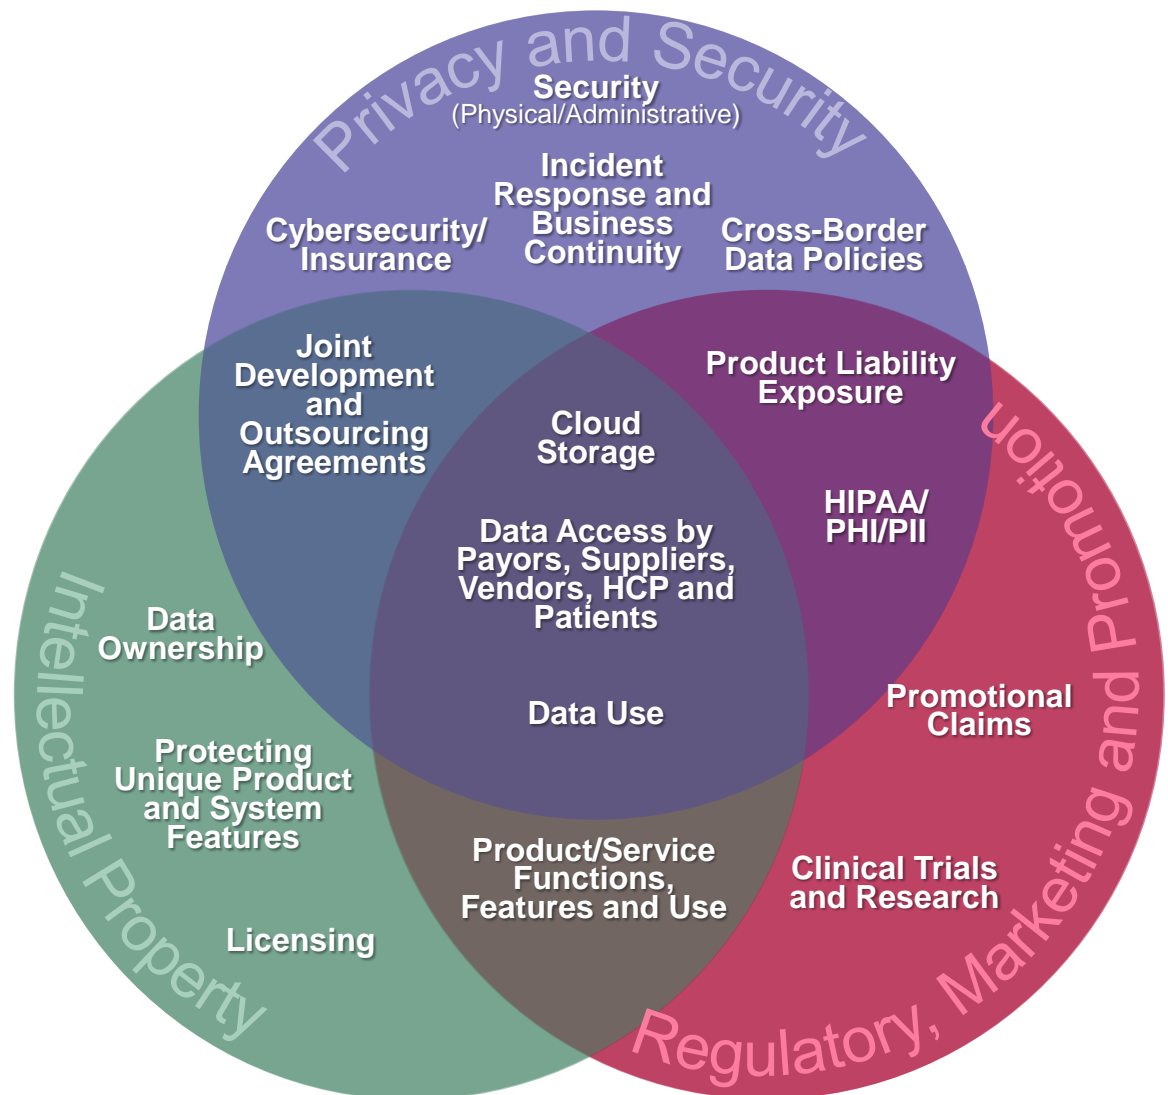 Privacy and Security
Security
(Physical/Administrative)
Incident
Response and
Business
Continuity
Cybersecurity/
Insurance
Cross-Border
Data Policies
Joint
Development
and
Outsourcing
Agreements
Product Liability
Exposure
Cloud
Storage
HIPAA/
PHI/PII
Data Access by
Payors, Suppliers,
Vendors, HCP and
Patients
Data Use
Intellectual Property
Data
Ownership
Protecting
Unique Product
and System
Features
Licensing
Product/Service
Functions,
Features and Use
Regulatory, Marketing and Promotion
Promotional
Claims
Clinical Trials
and Research